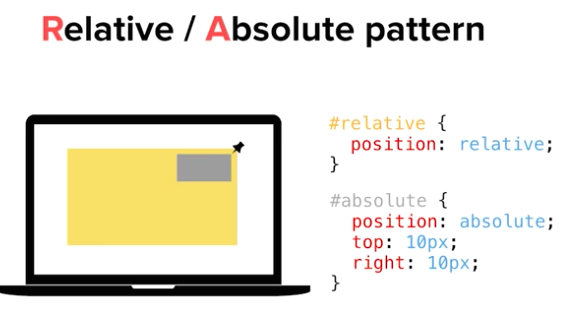 Relative / Absolute pattern
#relative {
position: relative;
}
#absolute {
position: absolute;
top: 10px;
right: 10px;
}